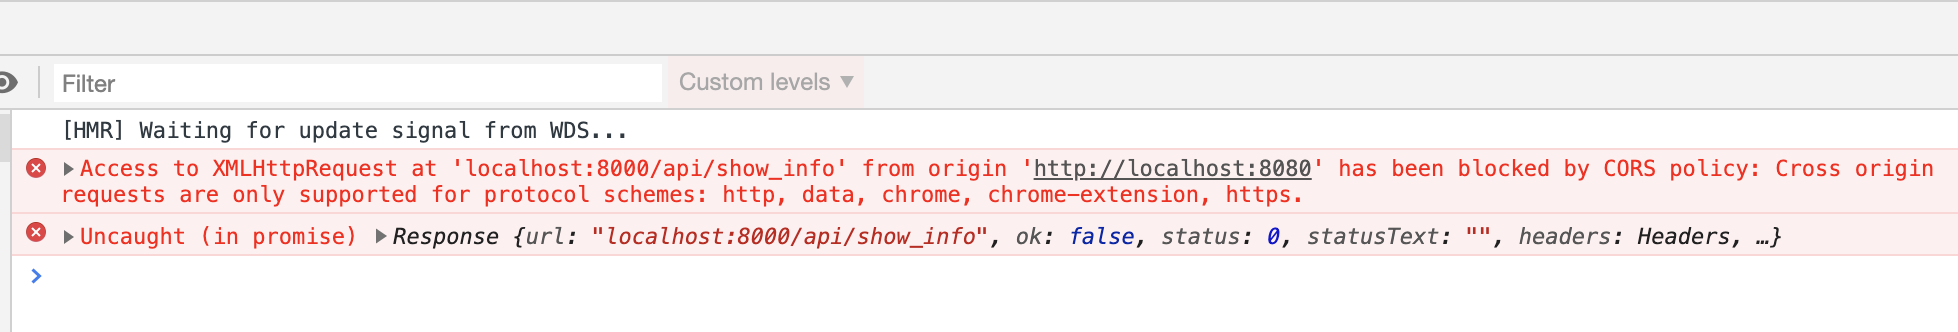 Filter
Custom levels ▼
[HMR] Waiting for update signal from WDS...
▶Access to XMLHttpRequest at 'localhost:8000/api/show_info' from origin 'http://localhost:8080' has been blocked by CORS policy: Cross origin
requests are only supported for protocol schemes: http, data, chrome, chrome-extension, https.
▶Uncaught (in promise) ▶Response {url: "localhost:8000/api/show_info", ok: false, status: 0, statusText: "", headers: Headers, …}